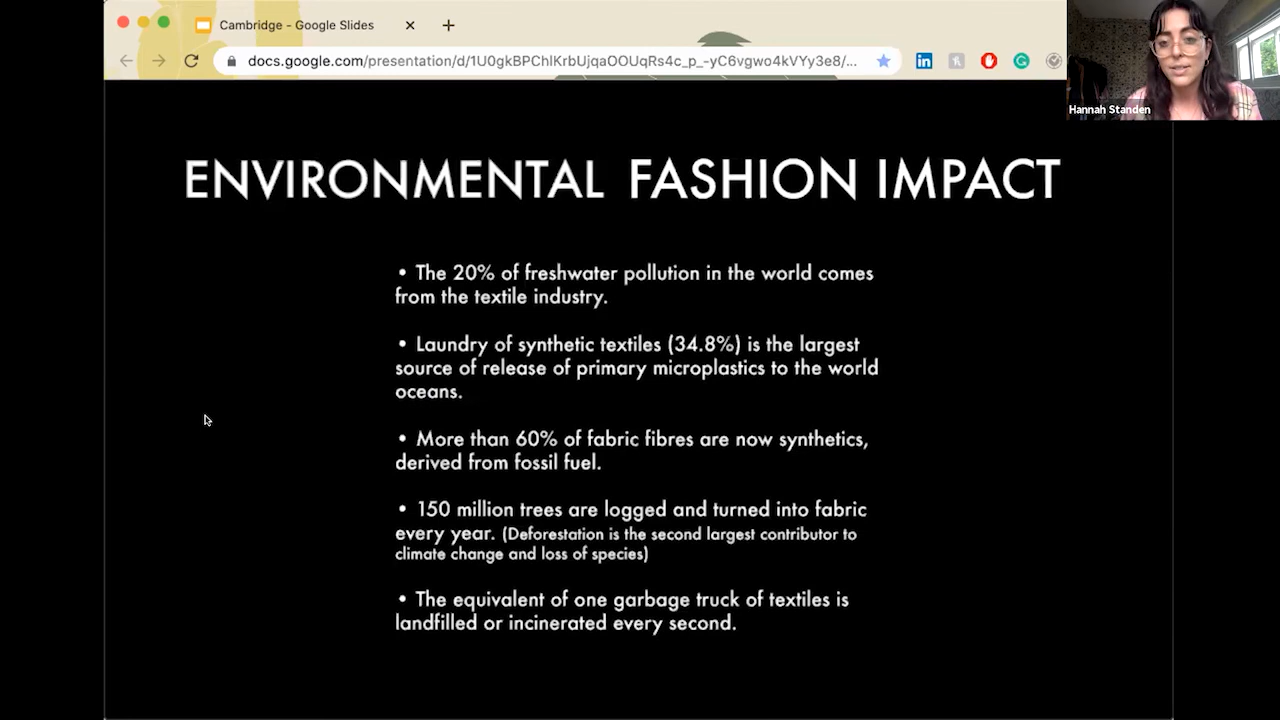 Cambridge - Google Slides
docs.google.com/presentation/d/1U0gkBPChlKrbUjqaOOUqRs4c_p_-yC6vgwo4kVYy3e8/...
in
Hannah Standen
ENVIRONMENTAL FASHION IMPACT
• The 20% of freshwater pollution in the world comes
from the textile industry.
• Laundry of synthetic textiles (34.8%) is the largest
source of release of primary microplastics to the world
oceans.
• More than 60% of fabric fibres are now synthetics,
derived from fossil fuel.
• 150 million trees are logged and turned into fabric
every year. (Deforestation is the second largest contributor to
climate change and loss of species)
• The equivalent of one garbage truck of textiles is
landfilled or incinerated every second.